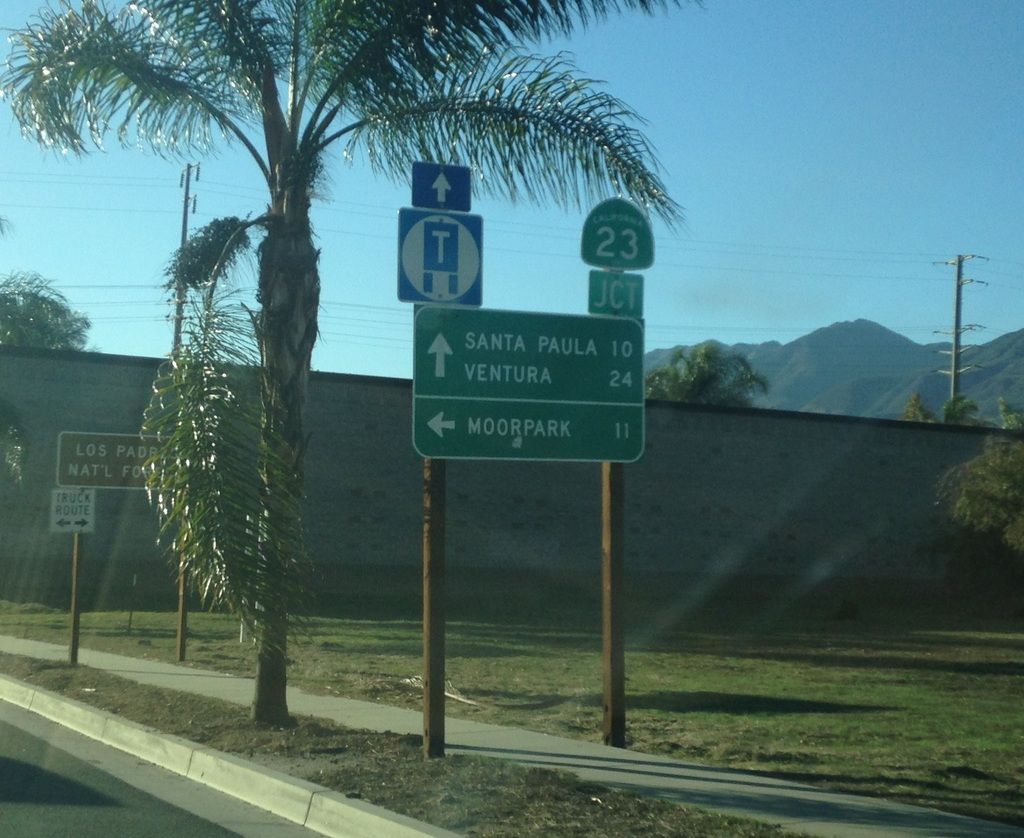 CALIFORNIA
23
JCT
T
SANTA PAULA 10
VENTURA 24
MOORPARK 11
LOS PADR
NAT'L FO
TRUCK
ROUTE